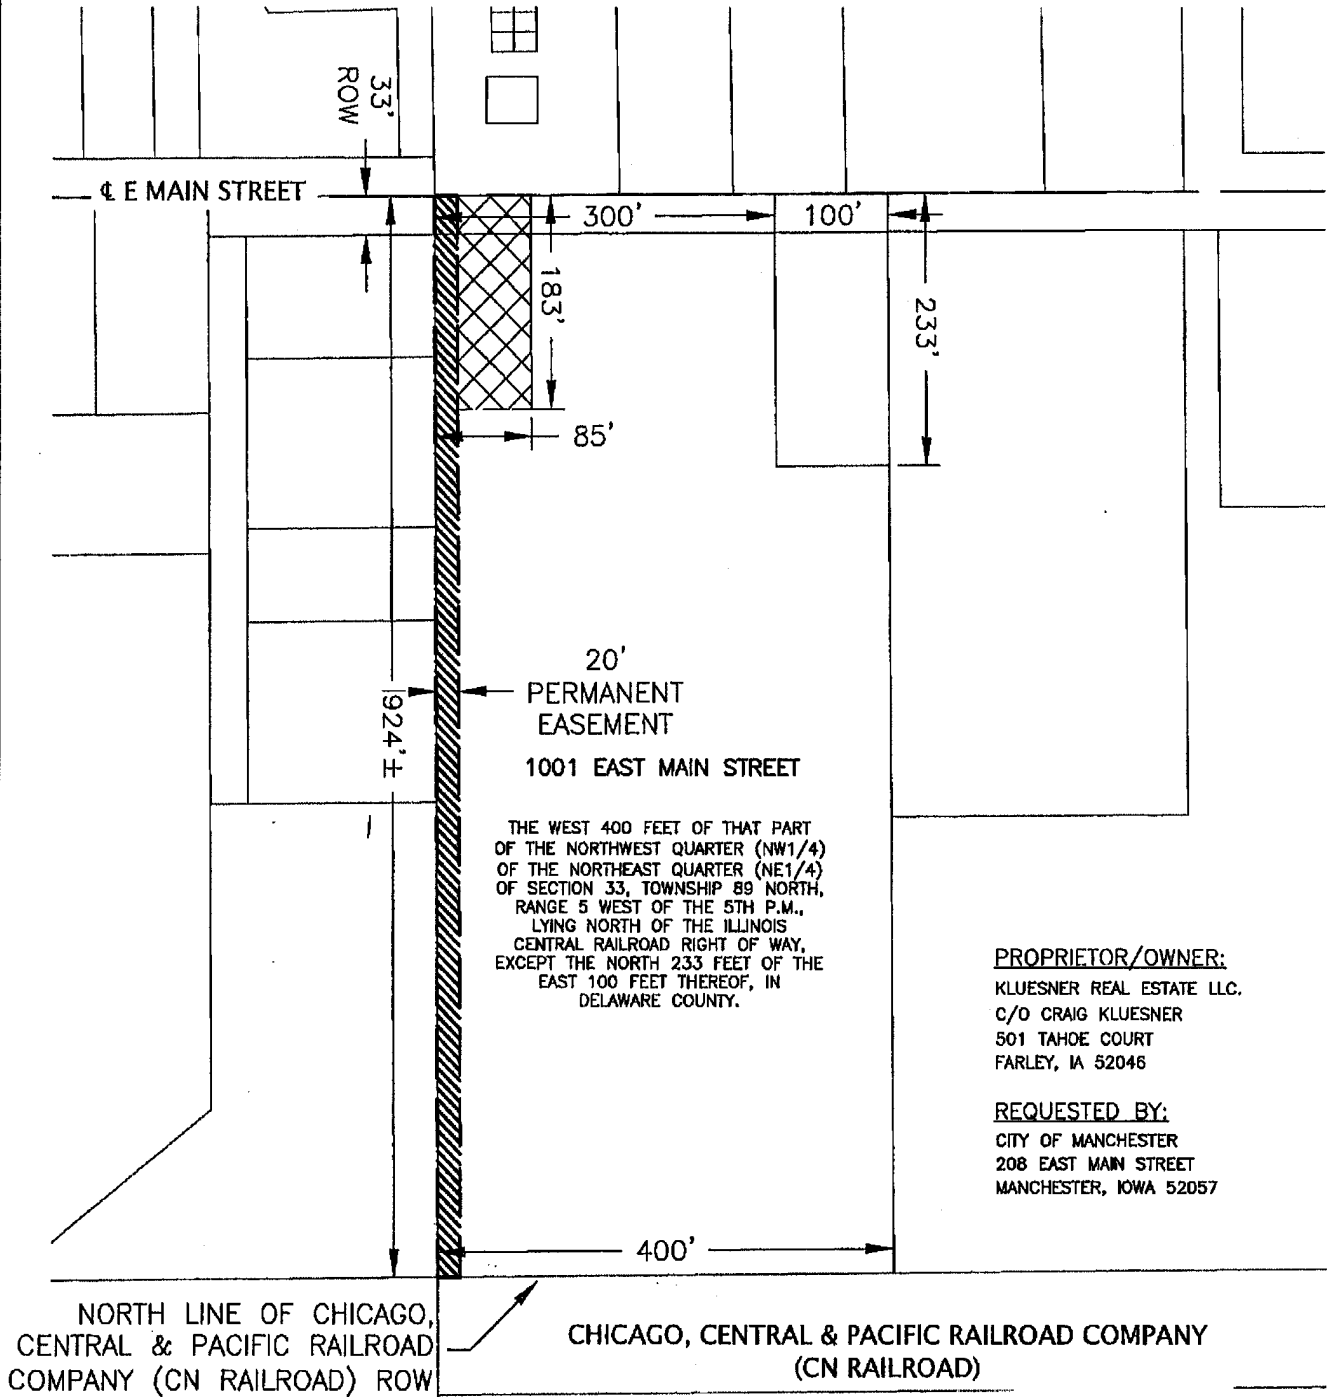 33'
ROW
℄ E MAIN STREET
300'
100'
183'
233'
85'
20'
PERMANENT
EASEMENT
924'±
1001 EAST MAIN STREET
THE WEST 400 FEET OF THAT PART
OF THE NORTHWEST QUARTER (NW1/4)
OF THE NORTHEAST QUARTER (NE1/4)
OF SECTION 33, TOWNSHIP 89 NORTH,
RANGE 5 WEST OF THE 5TH P.M.,
LYING NORTH OF THE ILLINOIS
CENTRAL RAILROAD RIGHT OF WAY,
EXCEPT THE NORTH 233 FEET OF THE
EAST 100 FEET THEREOF, IN
DELAWARE COUNTY.
PROPRIETOR/OWNER:
KLUESNER REAL ESTATE LLC.
C/O CRAIG KLUESNER
501 TAHOE COURT
FARLEY, IA 52046
REQUESTED BY:
CITY OF MANCHESTER
208 EAST MAIN STREET
MANCHESTER, IOWA 52057
400'
NORTH LINE OF CHICAGO,
CENTRAL & PACIFIC RAILROAD
COMPANY (CN RAILROAD) ROW
CHICAGO, CENTRAL & PACIFIC RAILROAD COMPANY
(CN RAILROAD)